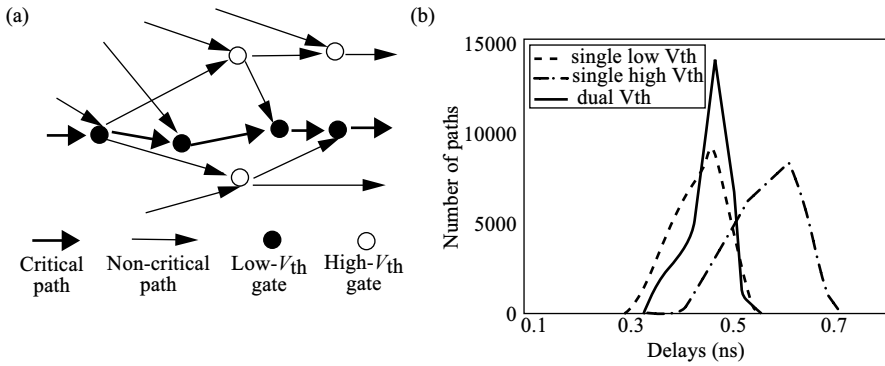 (a)
Critical
path
Non-critical
path
Low-Vth
gate
High-Vth
gate
(b)
15000
10000
5000
0
Number of paths
single low Vth
single high Vth
dual Vth
0.1
0.3
0.5
0.7
Delays (ns)